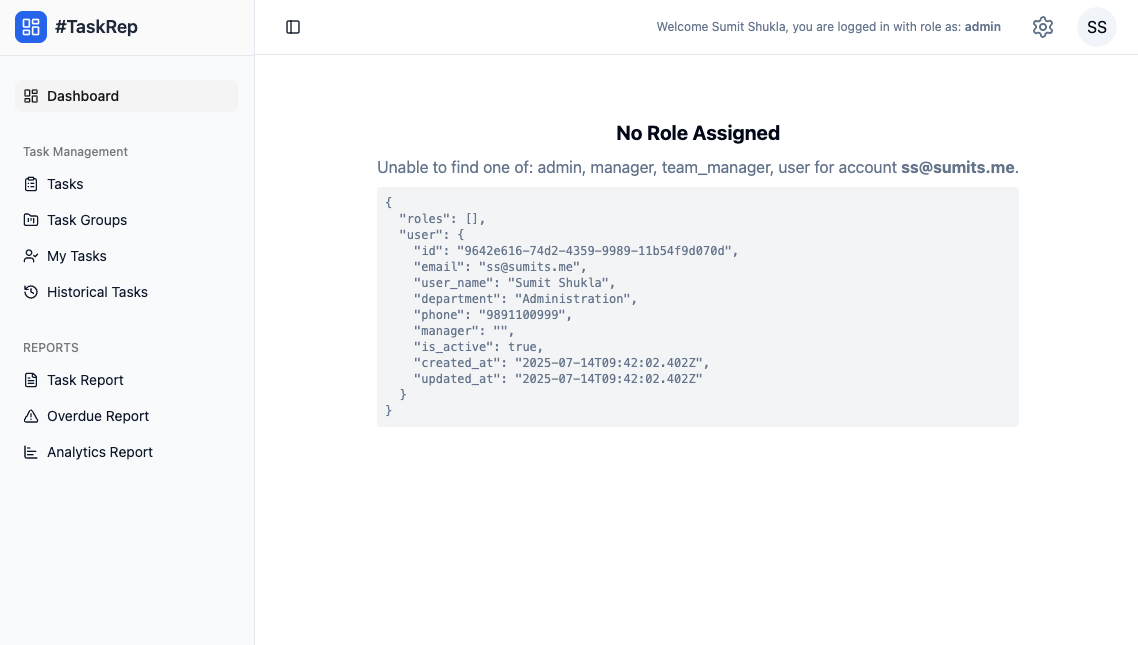 #TaskRep
Welcome Sumit Shukla, you are logged in with role as: admin
SS
Dashboard
Task Management
Tasks
Task Groups
My Tasks
Historical Tasks
REPORTS
Task Report
Overdue Report
Analytics Report
No Role Assigned
Unable to find one of: admin, manager, team_manager, user for account ss@sumits.me.
{
  "roles": [],
  "user": {
    "id": "9642e616-74d2-4359-9989-11b54f9d070d",
    "email": "ss@sumits.me",
    "user_name": "Sumit Shukla",
    "department": "Administration",
    "phone": "9891100999",
    "manager": "",
    "is_active": true,
    "created_at": "2025-07-14T09:42:02.402Z",
    "updated_at": "2025-07-14T09:42:02.402Z"
  }
}